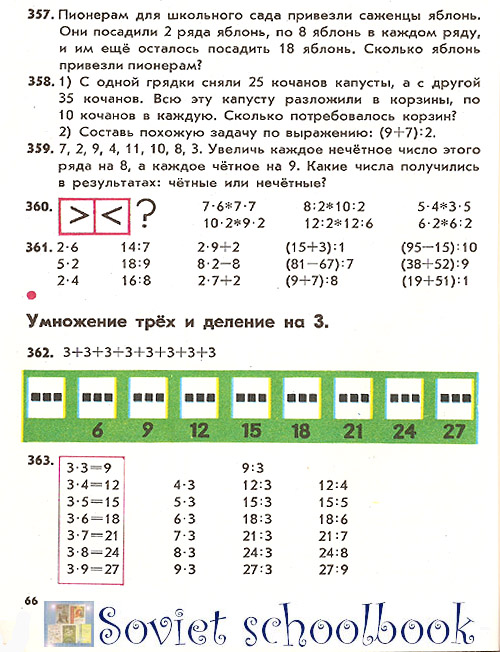 357. Пионерам для школьного сада привезли саженцы яблонь.
Они посадили 2 ряда яблонь, по 8 яблонь в каждом ряду,
и им ещё осталось посадить 18 яблонь. Сколько яблонь
привезли пионерам?
358. 1) С одной грядки сняли 25 кочанов капусты, а с другой
35 кочанов. Всю эту капусту разложили в корзины, по
10 кочанов в каждую. Сколько потребовалось корзин?
2) Составь похожую задачу по выражению: (9+7):2.
359. 7, 2, 9, 4, 11, 10, 8, 3. Увеличь каждое нечётное число этого
ряда на 8, а каждое чётное на 9. Какие числа получились
в результатах: чётные или нечётные?
360. > < ? 7·6*7·7 8:2*10:2 5·4*3·5
10·2*9·2 12:2*12:6 6·2*6:2
361. 2·6 14:7 2·9+2 (15+3):1 (95—15):10
5·2 18:9 8·2—8 (81—67):7 (38+52):9
2·4 16:8 2·7+2 (9+7):8 (19+51):1
Умножение трёх и деление на 3.
362. 3+3+3+3+3+3+3+3+3
6 9 12 15 18 21 24 27
363. 3·3=9 9:3
3·4=12 4·3 12:3 12:4
3·5=15 5·3 15:3 15:5
3·6=18 6·3 18:3 18:6
3·7=21 7·3 21:3 21:7
3·8=24 8·3 24:3 24:8
3·9=27 9·3 27:3 27:9
66
Soviet schoolbook